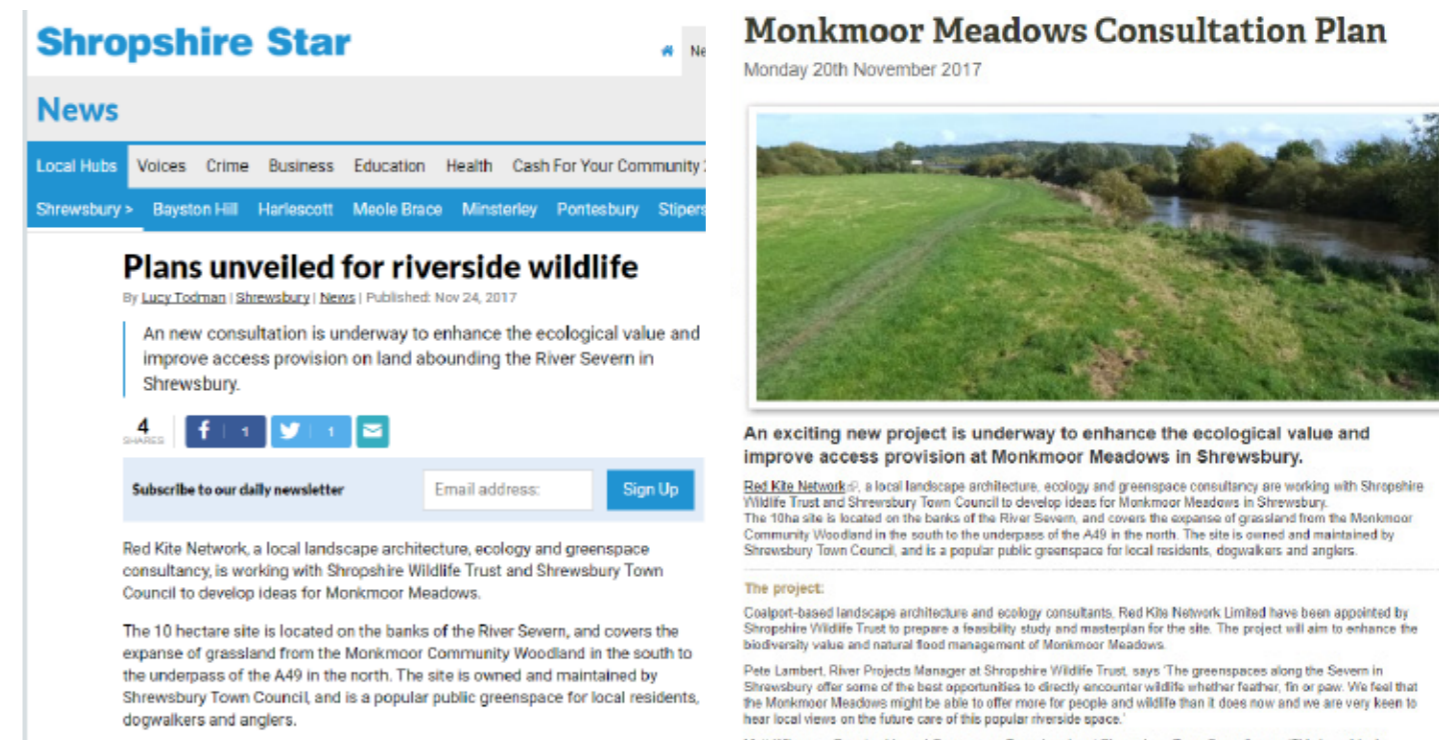 Shropshire Star
Ne
News
Local Hubs Voices Crime Business Education Health Cash For Your Community
Shrewsbury > Bayston Hill Harlescott Meole Brace Minsterley Pontesbury Stipers
Plans unveiled for riverside wildlife
By Lucy Todman | Shrewsbury | News | Published: Nov 24, 2017
An new consultation is underway to enhance the ecological value and
improve access provision on land abounding the River Severn in
Shrewsbury.
4
SHARES
f 1 1
Subscribe to our daily newsletter Email address: Sign Up
Red Kite Network, a local landscape architecture, ecology and greenspace
consultancy, is working with Shropshire Wildlife Trust and Shrewsbury Town
Council to develop ideas for Monkmoor Meadows.
The 10 hectare site is located on the banks of the River Severn, and covers the
expanse of grassland from the Monkmoor Community Woodland in the south to
the underpass of the A49 in the north. The site is owned and maintained by
Shrewsbury Town Council, and is a popular public greenspace for local residents,
dogwalkers and anglers.
Monkmoor Meadows Consultation Plan
Monday 20th November 2017
An exciting new project is underway to enhance the ecological value and
improve access provision at Monkmoor Meadows in Shrewsbury.
Red Kite Network, a local landscape architecture, ecology and greenspace consultancy are working with Shropshire
Wildlife Trust and Shrewsbury Town Council to develop ideas for Monkmoor Meadows in Shrewsbury.
The 10ha site is located on the banks of the River Severn, and covers the expanse of grassland from the Monkmoor
Community Woodland in the south to the underpass of the A49 in the north. The site is owned and maintained by
Shrewsbury Town Council, and is a popular public greenspace for local residents, dogwalkers and anglers.
The project:
Coalport-based landscape architecture and ecology consultants, Red Kite Network Limited have been appointed by
Shropshire Wildlife Trust to prepare a feasibility study and masterplan for the site. The project will aim to enhance the
biodiversity value and natural flood management of Monkmoor Meadows.
Pete Lambert, River Projects Manager at Shropshire Wildlife Trust, says 'The greenspaces along the Severn in
Shrewsbury offer some of the best opportunities to directly encounter wildlife whether feather, fin or paw. We feel that
the Monkmoor Meadows might be able to offer more for people and wildlife than it does now and we are very keen to
hear local views on the future care of this popular riverside space.'